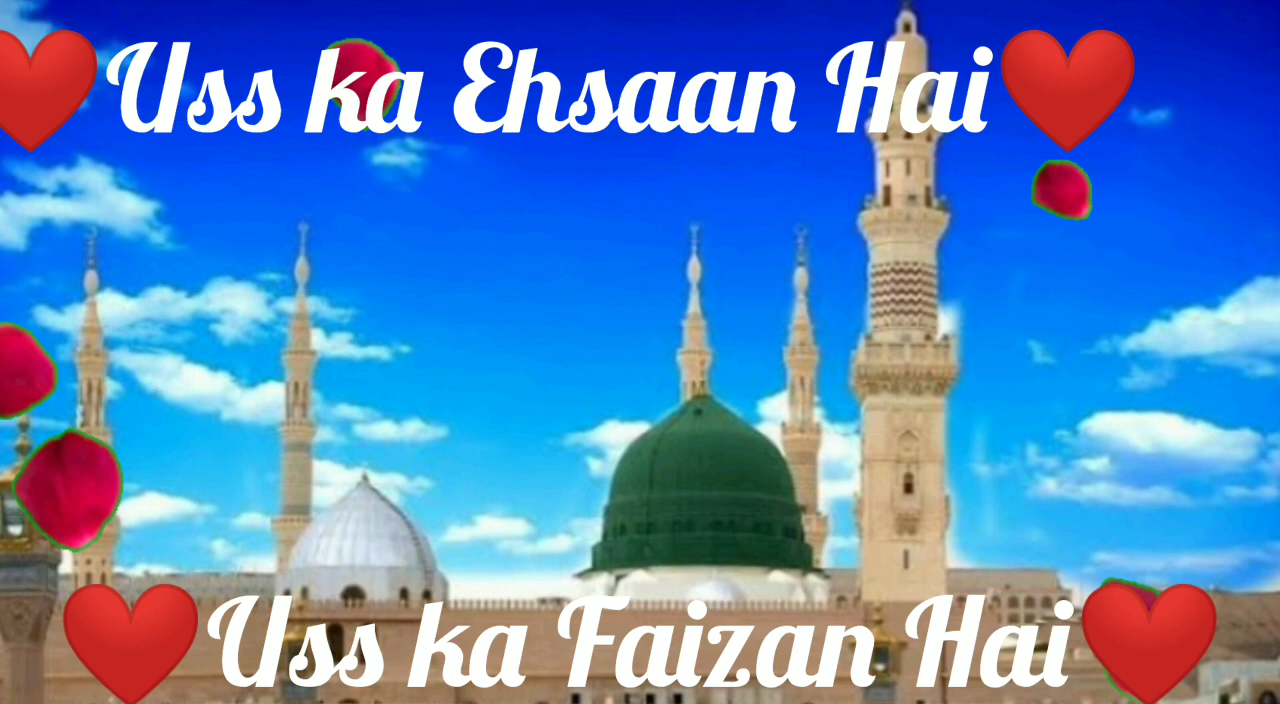 ❤️Uss ka Ehsaan Hai❤️
❤️Uss ka Faizan Hai❤️